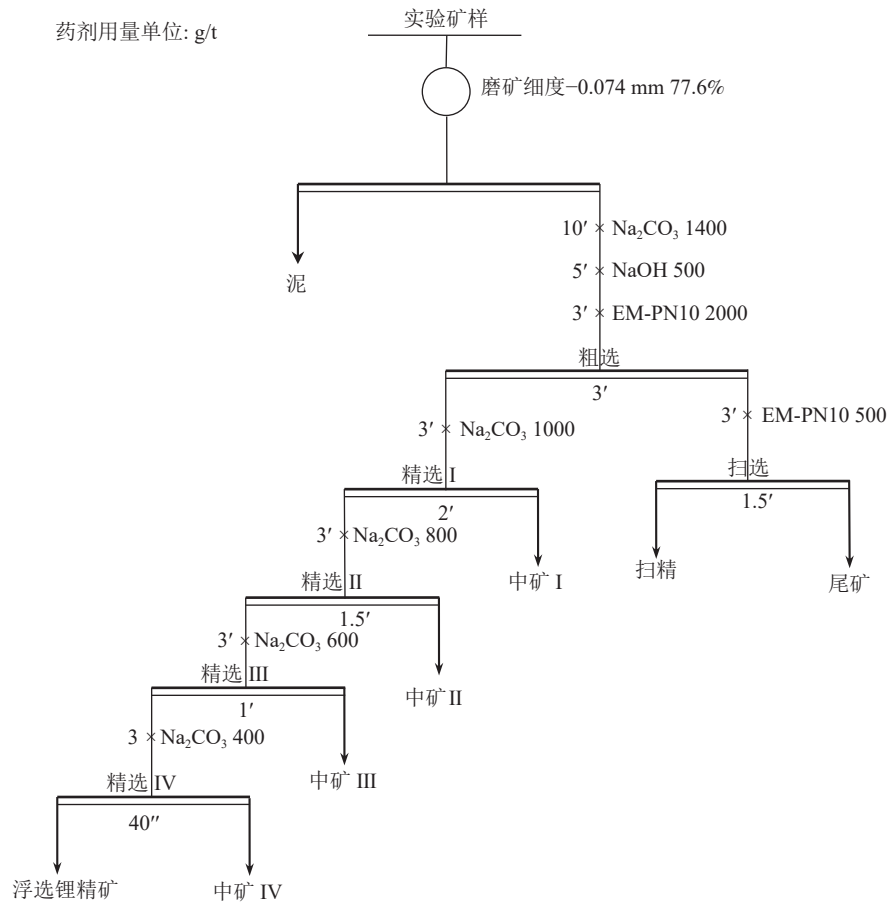 药剂用量单位: g/t
实验矿样
磨矿细度−0.074 mm 77.6%
10′ × Na₂CO₃ 1400
泥
5′ × NaOH 500
3′ × EM-PN10 2000
粗选
3′
3′ × Na₂CO₃ 1000
3′ × EM-PN10 500
精选 I
扫选
2′
1.5′
3′ × Na₂CO₃ 800
中矿 I
扫精
尾矿
精选 II
1.5′
3′ × Na₂CO₃ 600
精选 III
中矿 II
1′
3 × Na₂CO₃ 400
中矿 III
精选 IV
40″
浮选锂精矿
中矿 IV